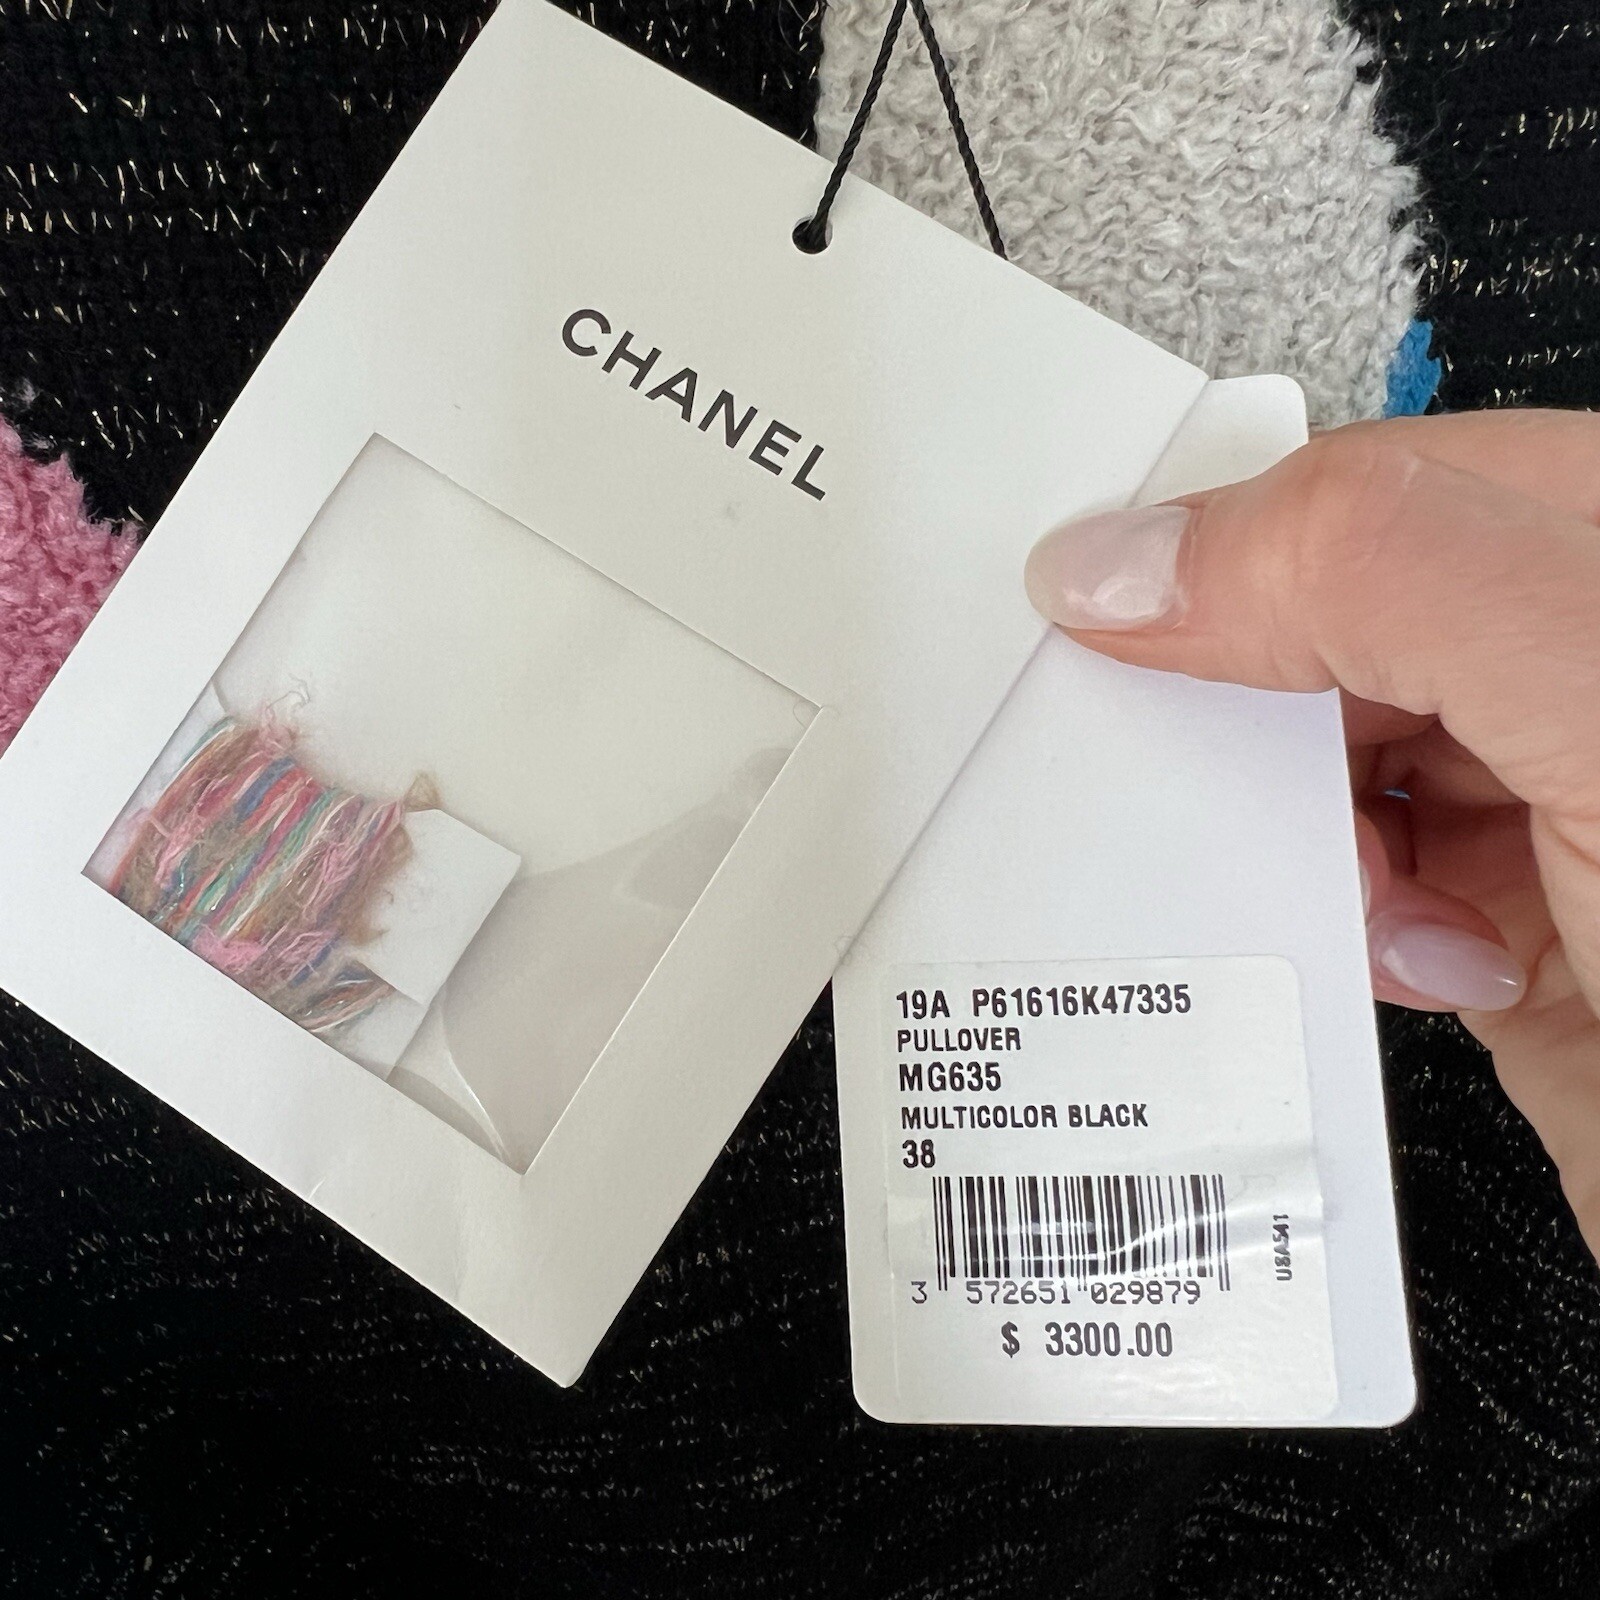 CHANEL
19A P61616K47335
PULLOVER
MG635
MULTICOLOR BLACK
38
USA541
3 572651 029879
$ 3300.00